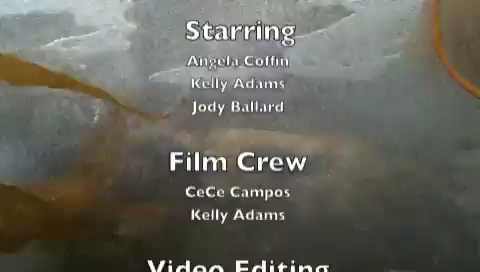 Starring
Angela Coffin
Kelly Adams
Jody Ballard
Film Crew
CeCe Campos
Kelly Adams
Video Editing